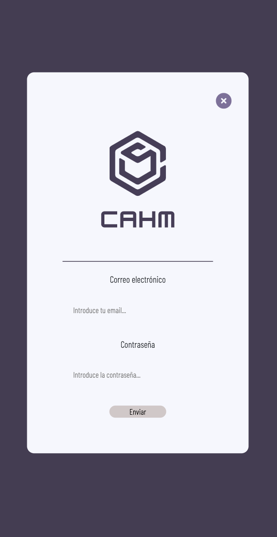 CAHM
Correo electrónico
Introduce tu email...
Contraseña
Introduce la contraseña...
Enviar